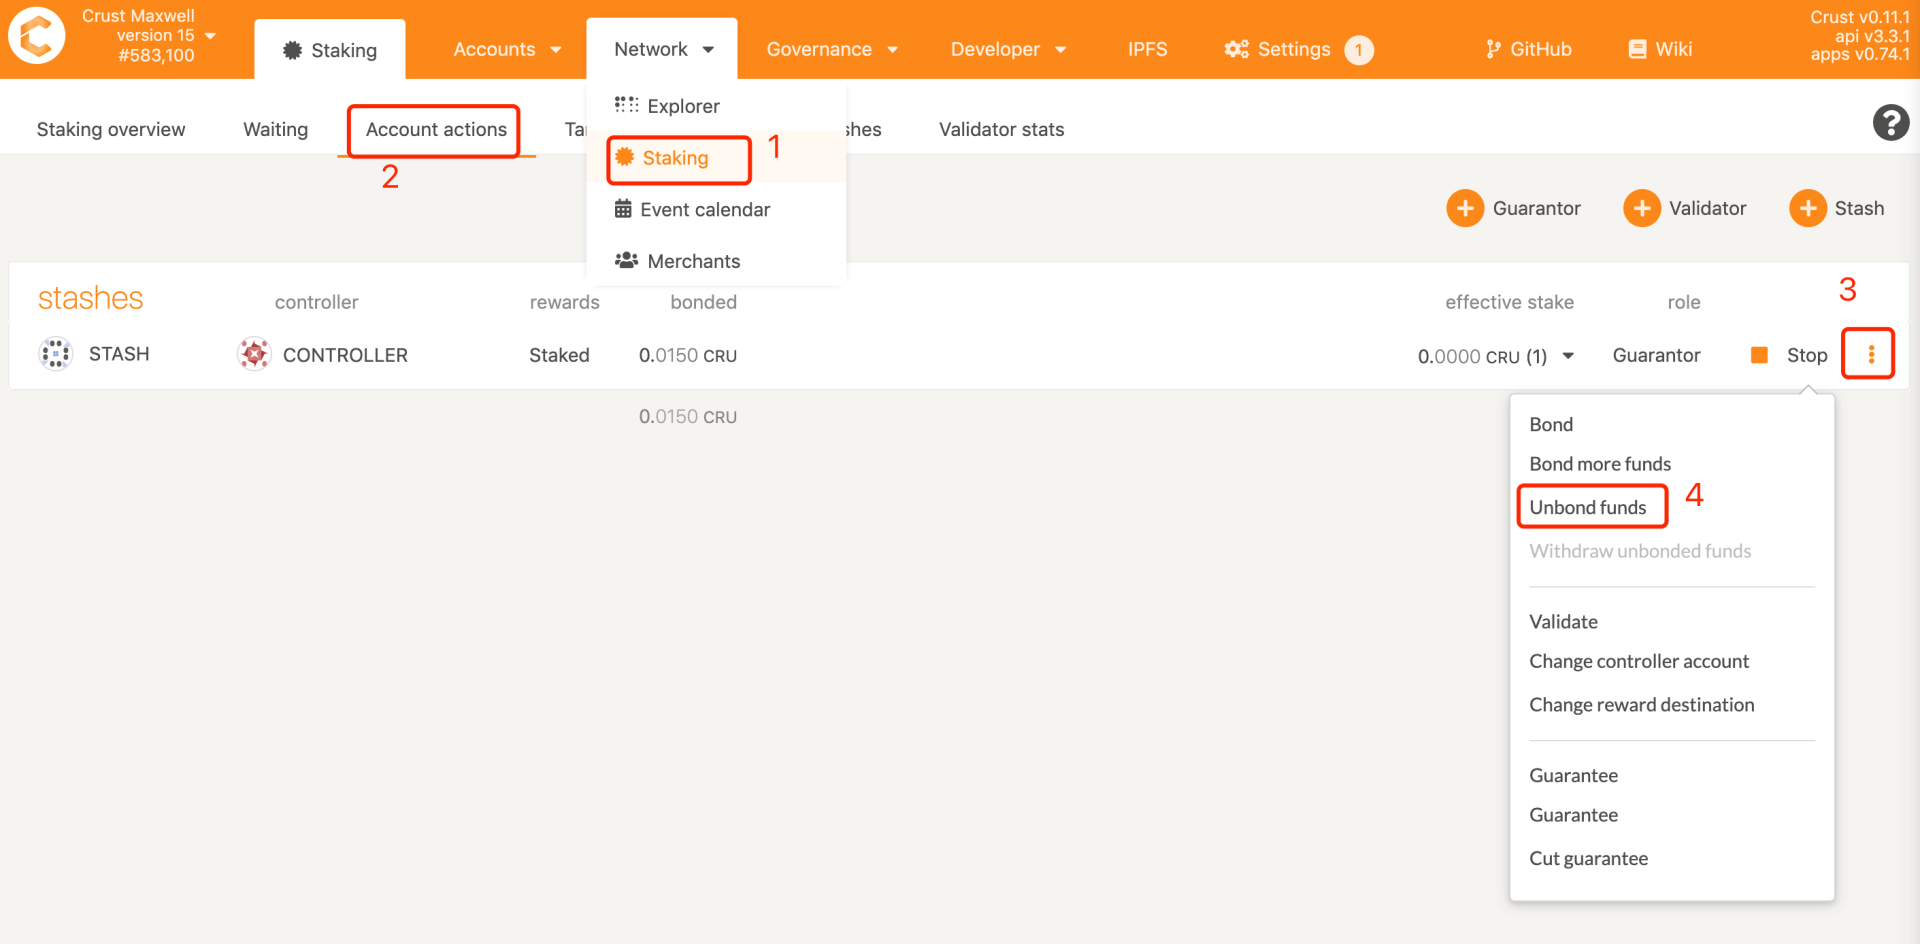 Crust Maxwell
version 15
#583,100
Staking
Accounts
Network
Governance
Developer
IPFS
Settings
1
GitHub
Wiki
Crust v0.11.1
api v3.3.1
apps v0.74.1
Staking overview
Waiting
Account actions
2
Explorer
Staking
1
Event calendar
Merchants
Validator stats
Guarantor
Validator
Stash
stashes
controller
rewards
bonded
effective stake
role
3
STASH
CONTROLLER
Staked
0.0150 CRU
0.0000 CRU (1)
Guarantor
Stop
0.0150 CRU
Bond
Bond more funds
Unbond funds
4
Withdraw unbonded funds
Validate
Change controller account
Change reward destination
Guarantee
Guarantee
Cut guarantee